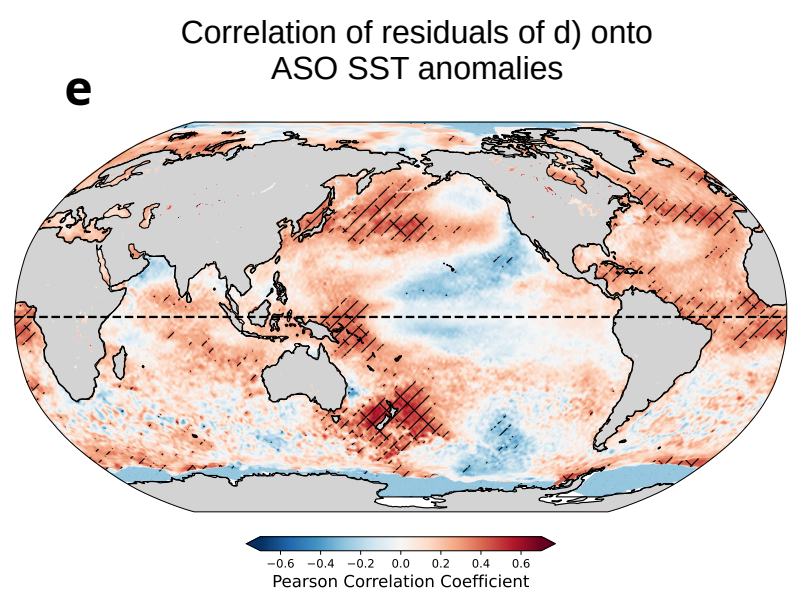 Correlation of residuals of d) onto
ASO SST anomalies
e
−0.6 −0.4 −0.2 0.0 0.2 0.4 0.6
Pearson Correlation Coefficient